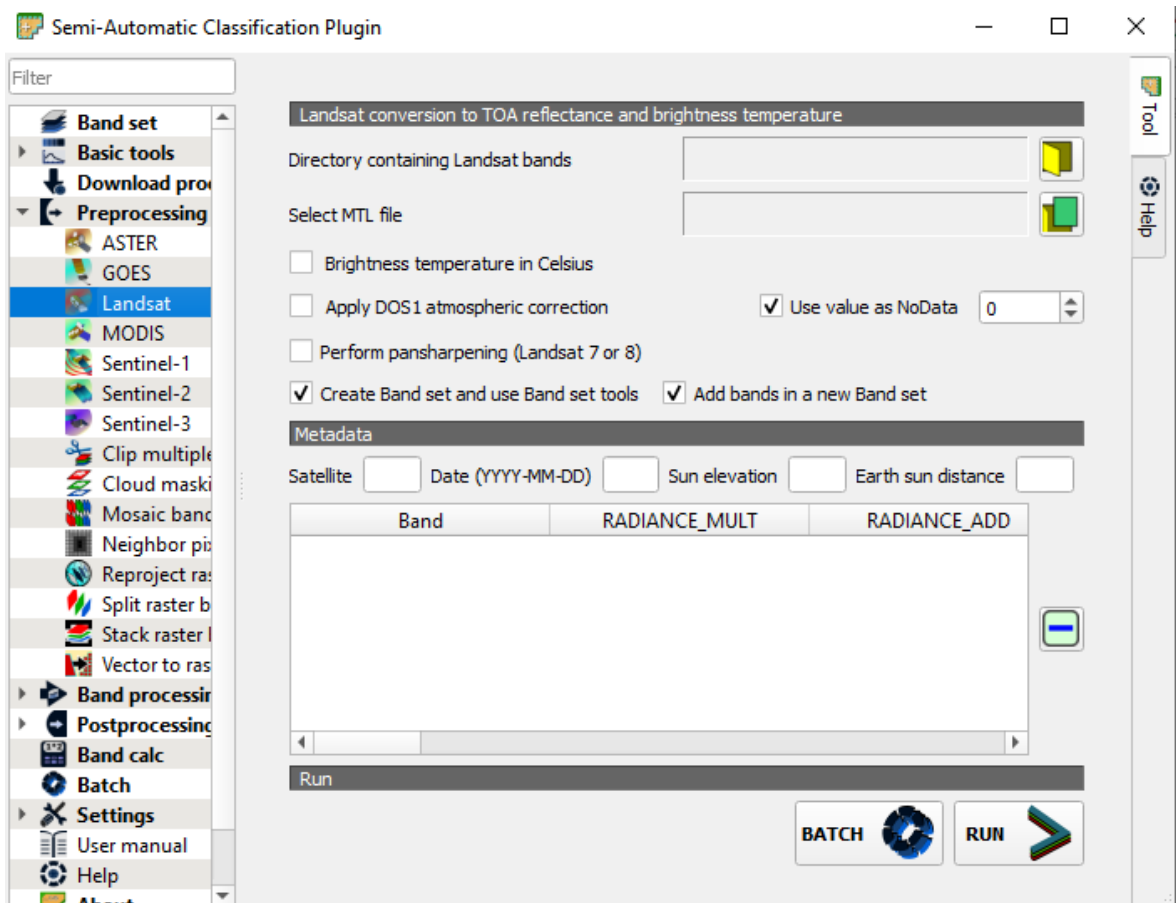 Semi-Automatic Classification Plugin
Filter
Band set
Basic tools
Download pro
Preprocessing
ASTER
GOES
Landsat
MODIS
Sentinel-1
Sentinel-2
Sentinel-3
Clip multiple
Cloud maski
Mosaic band
Neighbor pi
Reproject ra
Split raster b
Stack raster
Vector to ras
Band processin
Postprocessing
Band calc
Batch
Settings
User manual
Help
About
Landsat conversion to TOA reflectance and brightness temperature
Directory containing Landsat bands
Select MTL file
Brightness temperature in Celsius
Apply DOS1 atmospheric correction
Use value as NoData 0
Perform pansharpening (Landsat 7 or 8)
Create Band set and use Band set tools Add bands in a new Band set
Metadata
Satellite Date (YYYY-MM-DD) Sun elevation Earth sun distance
Band RADIANCE_MULT RADIANCE_ADD
Run
BATCH RUN
Tool
Help